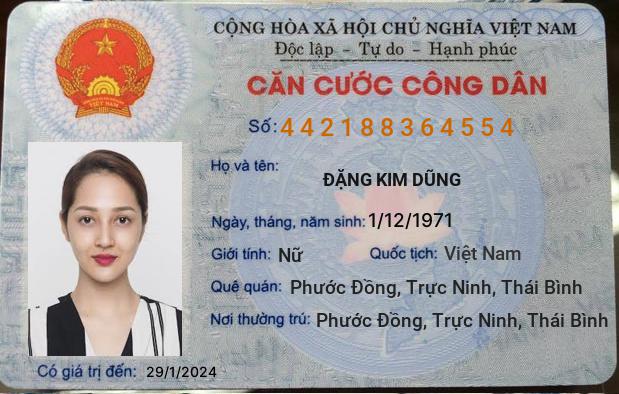 CỘNG HÒA XÃ HỘI CHỦ NGHĨA VIỆT NAM
Độc lập - Tự do - Hạnh phúc
CĂN CƯỚC CÔNG DÂN
Số: 442188364554
Họ và tên:
ĐẶNG KIM DŨNG
Ngày, tháng, năm sinh: 1/12/1971
Giới tính: Nữ Quốc tịch: Việt Nam
Quê quán: Phước Đồng, Trực Ninh, Thái Bình
Nơi thường trú: Phước Đồng, Trực Ninh, Thái Bình
Có giá trị đến: 29/1/2024
VIỆT NAM